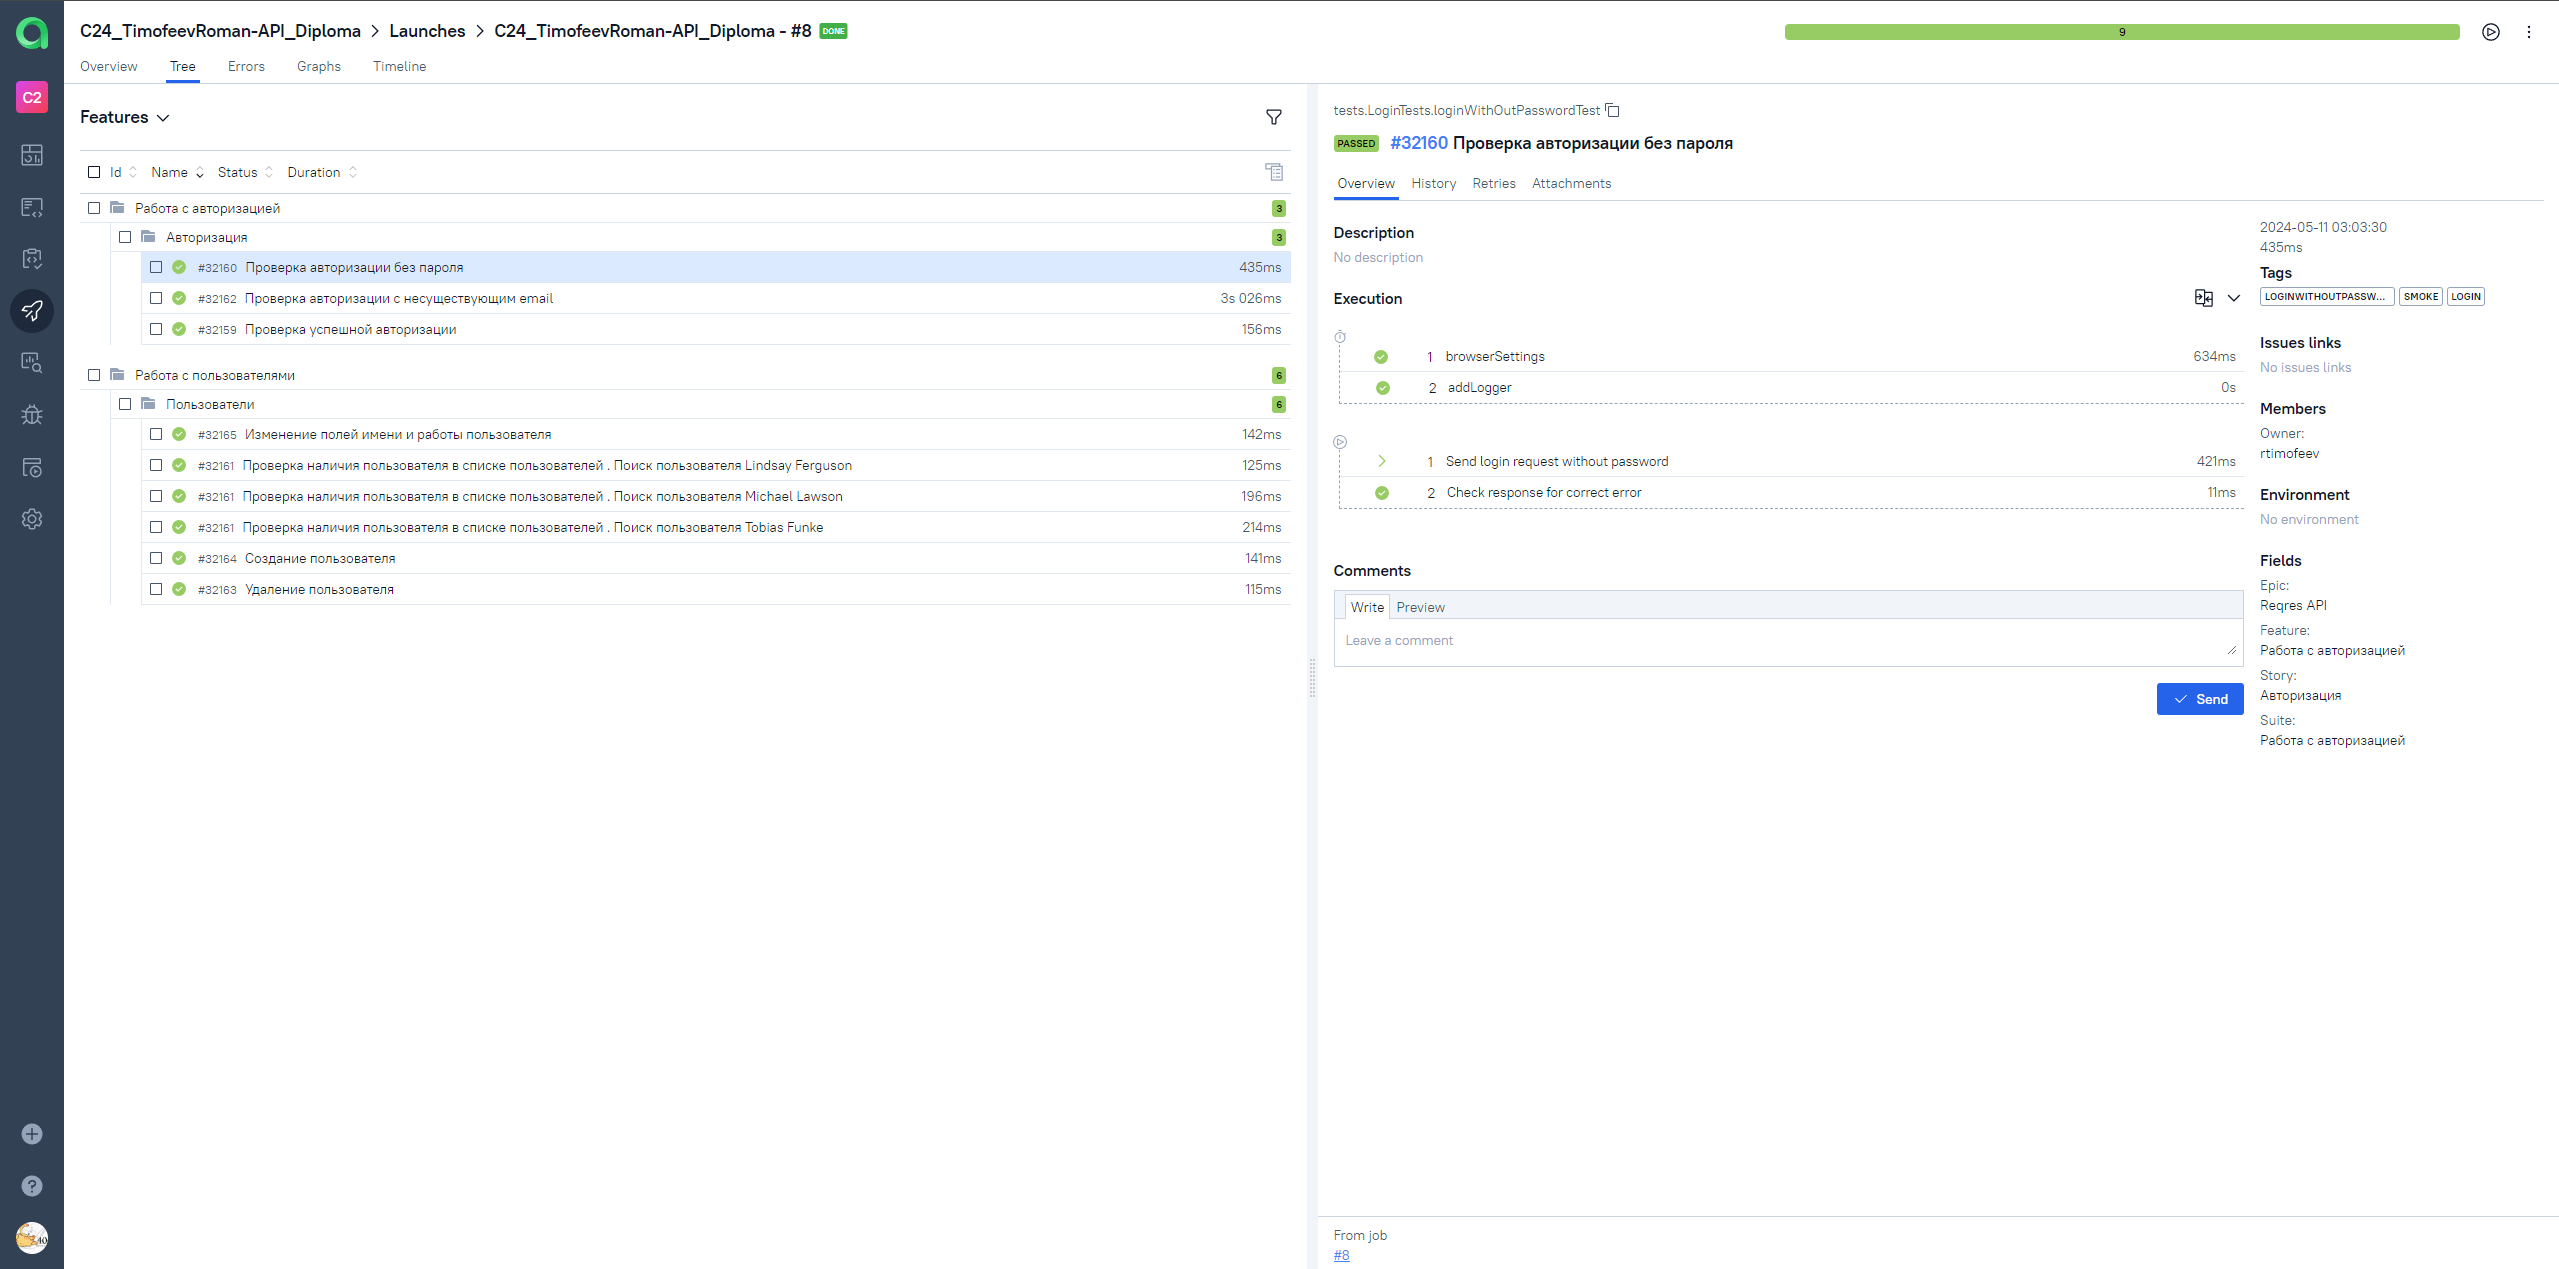 C24_TimofeevRoman-API_Diploma > Launches > C24_TimofeevRoman-API_Diploma - #8 DONE
9
Overview Tree Errors Graphs Timeline
C2
Features
Id Name Status Duration
Работа с авторизацией 3
Авторизация 3
#32160 Проверка авторизации без пароля 435ms
#32162 Проверка авторизации с несуществующим email 3s 026ms
#32159 Проверка успешной авторизации 156ms
Работа с пользователями 6
Пользователи 6
#32165 Изменение полей имени и работы пользователя 142ms
#32161 Проверка наличия пользователя в списке пользователей . Поиск пользователя Lindsay Ferguson 125ms
#32161 Проверка наличия пользователя в списке пользователей . Поиск пользователя Michael Lawson 196ms
#32161 Проверка наличия пользователя в списке пользователей . Поиск пользователя Tobias Funke 214ms
#32164 Создание пользователя 141ms
#32163 Удаление пользователя 115ms
tests.LoginTests.loginWithOutPasswordTest
PASSED #32160 Проверка авторизации без пароля
Overview History Retries Attachments
Description
No description
Execution
1 browserSettings 634ms
2 addLogger 0s
1 Send login request without password 421ms
2 Check response for correct error 11ms
Comments
Write Preview
Leave a comment
Send
2024-05-11 03:03:30
435ms
Tags
LOGINWITHOUTPASSW... SMOKE LOGIN
Issues links
No issues links
Members
Owner:
rtimofeev
Environment
No environment
Fields
Epic:
Reqres API
Feature:
Работа с авторизацией
Story:
Авторизация
Suite:
Работа с авторизацией
From job
#8